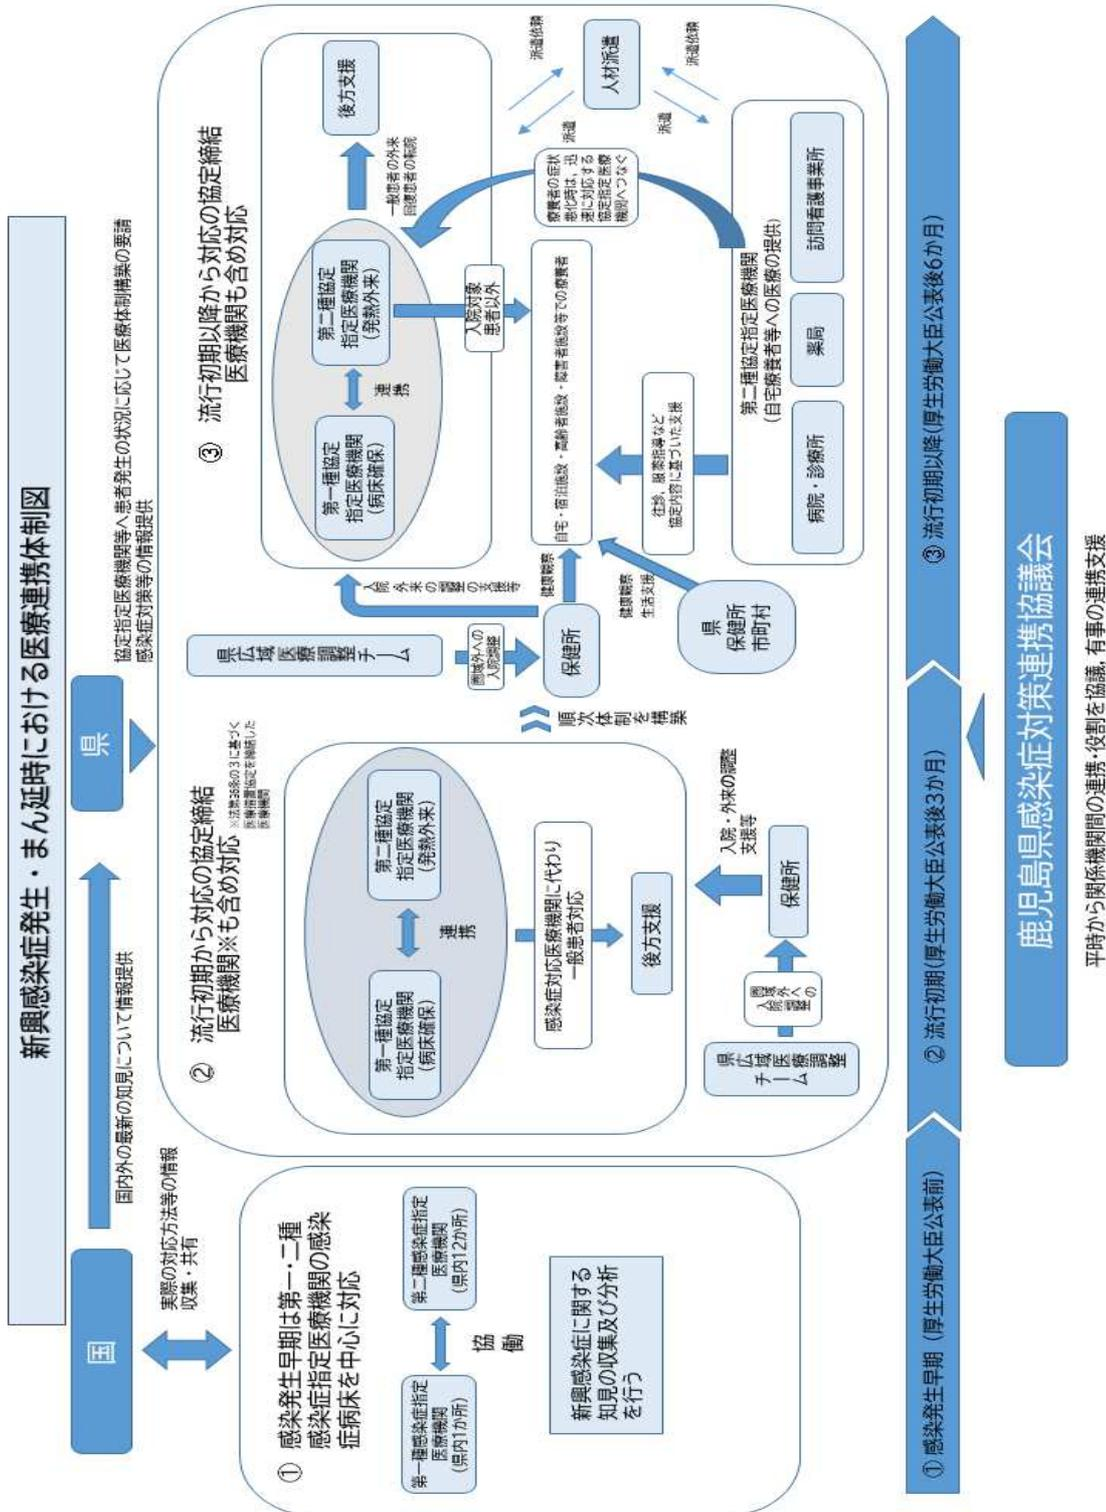 新興感染症発生・まん延時における医療連携体制図
国
国内外の最新の知見について情報提供
県
協定指定医療機関等へ患者発生の状況に応じて医療体制構築の要請
感染症対策等の情報提供
実際の対応方法等の情報
収集・共有
① 感染発生早期は第一・二種
感染症指定医療機関の感染
症病床を中心に対応
第一種感染症指定
医療機関
(県内1か所)
協
働
第二種感染症指定
医療機関
(県内12か所)
新興感染症に関する
知見の収集及び分析
を行う
② 流行初期から対応の協定締結
医療機関※も含め対応
※法第36条の3に基づく
医療措置協定を締結した
医療機関
第一種協定
指定医療機関
(病床確保)
連
携
第二種協定
指定医療機関
(発熱外来)
感染症対応医療機関に代わり
一般患者対応
後方支援
県広域医療調整
チーム
圏域外への
入院調整
保健所
入院・外来の調整
支援等
順次体制を構築
③ 流行初期以降から対応の協定締結
医療機関も含め対応
県広域医療調整チーム
圏域外への
入院調整
保健所
入院・外来の調整の支援等
第一種協定
指定医療機関
(病床確保)
連
携
第二種協定
指定医療機関
(発熱外来)
一般患者の外来
回復患者の転院
後方支援
入院対象
患者以外
健康観察
自宅・宿泊施設・高齢者施設・障害者施設等での療養者
療養者の症状
悪化時は、迅
速に対応する
協定指定医療
機関へつなぐ
派遣依頼
派遣
人材派遣
派遣依頼
派遣
健康観察
生活支援
県
保健所
市町村
往診、服薬指導など
協定内容に基づいた支援
第二種協定指定医療機関
(自宅療養者等への医療の提供)
病院・診療所
薬局
訪問看護事業所
① 感染発生早期 (厚生労働大臣公表前)
② 流行初期(厚生労働大臣公表後3か月)
③ 流行初期以降(厚生労働大臣公表後6か月)
鹿児島県感染症対策連携協議会
平時から関係機関間の連携・役割を協議,有事の連携支援